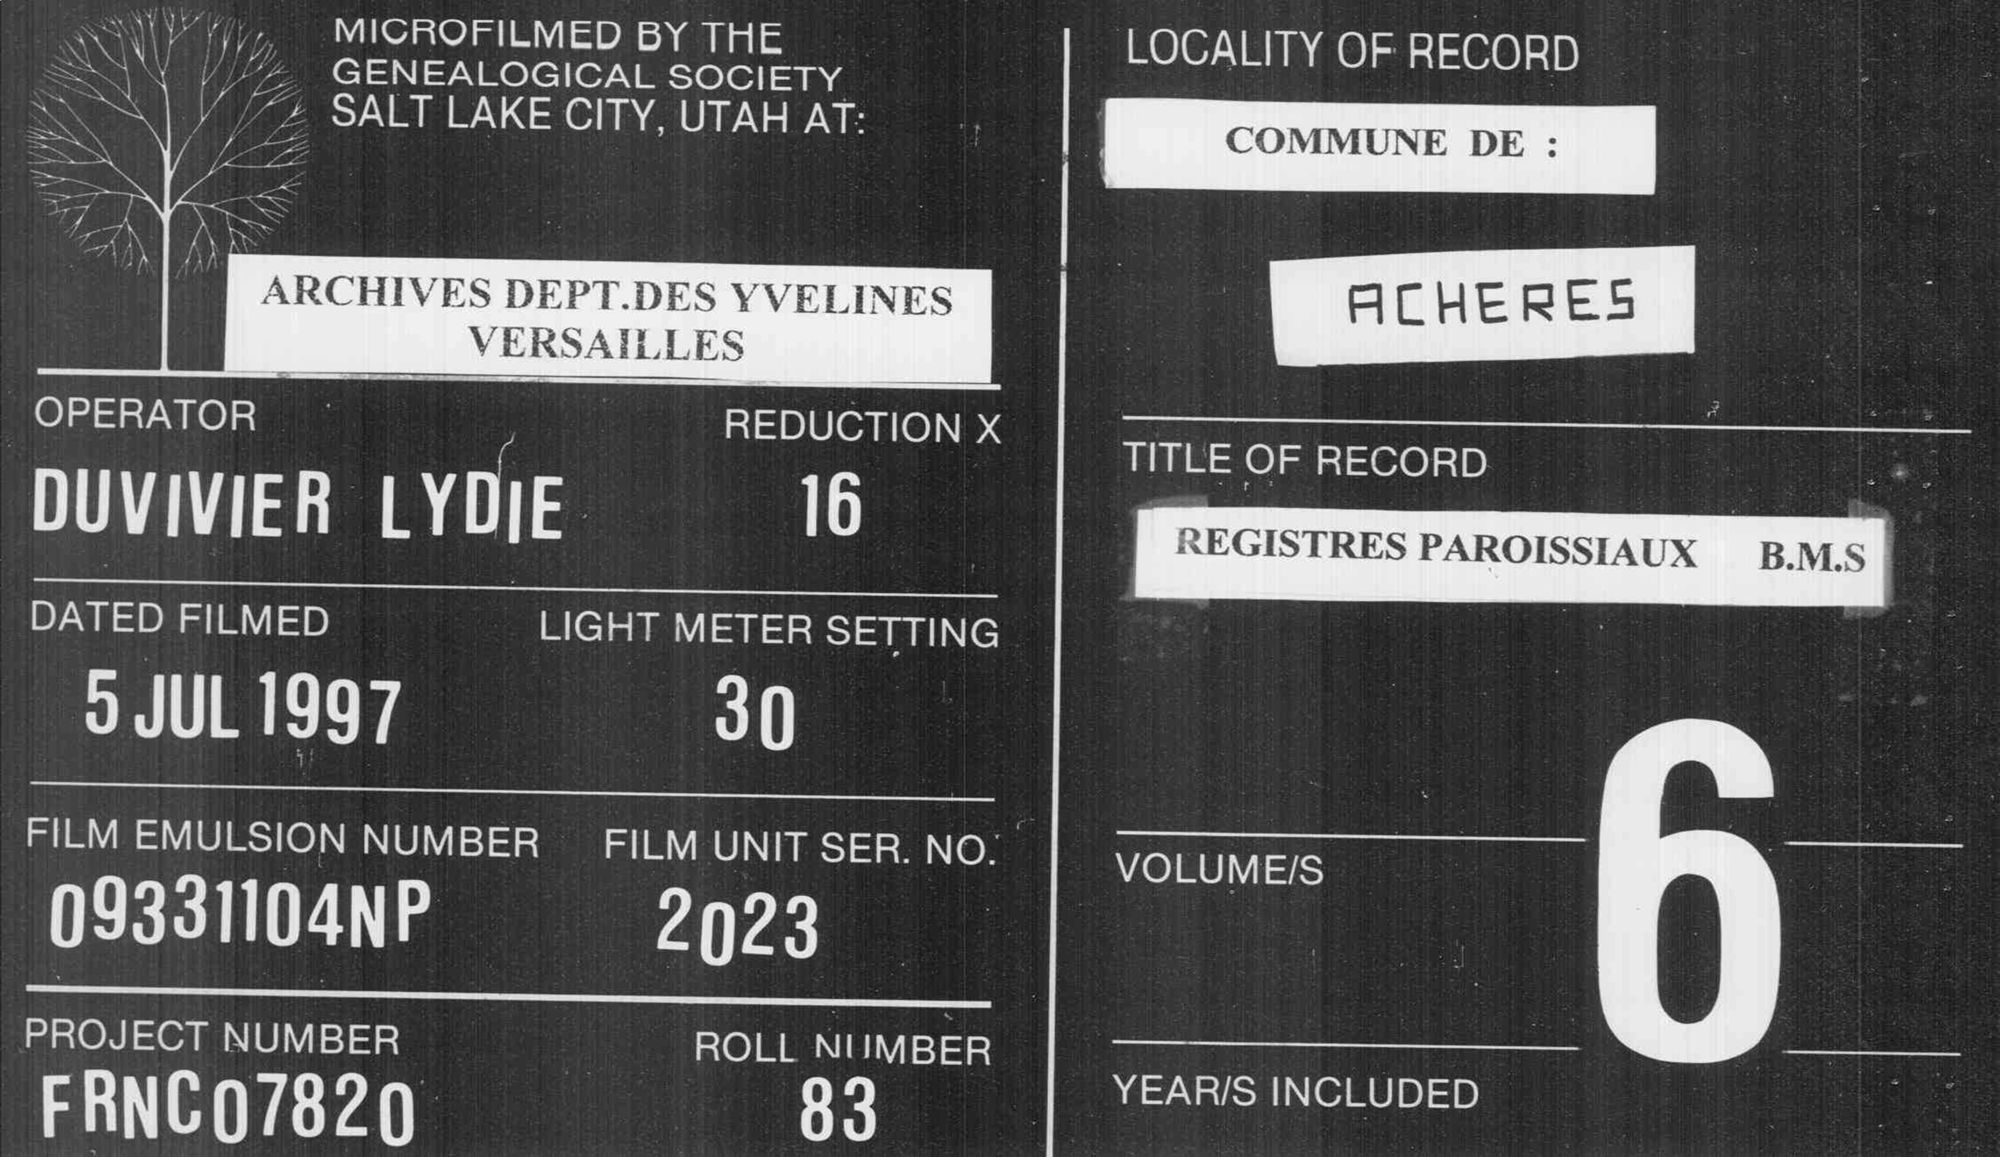 MICROFILMED BY THE
GENEALOGICAL SOCIETY
SALT LAKE CITY, UTAH AT:
ARCHIVES DEPT.DES YVELINES
VERSAILLES
OPERATOR REDUCTION X
DUVIVIER LYDIE 16
DATED FILMED LIGHT METER SETTING
5 JUL 1997 30
FILM EMULSION NUMBER FILM UNIT SER. NO.
09331104NP 2023
PROJECT NUMBER ROLL NUMBER
FRNC07820 83
LOCALITY OF RECORD
COMMUNE DE :
ACHERES
TITLE OF RECORD
REGISTRES PAROISSIAUX B.M.S
6
VOLUME/S
YEAR/S INCLUDED